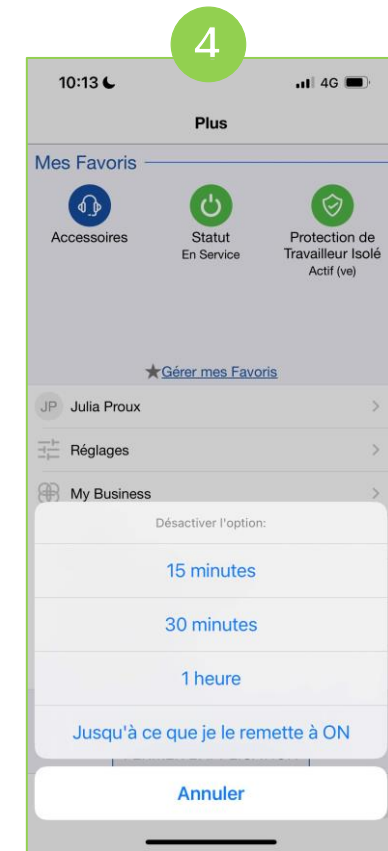 4
10:13
4G
Plus
Mes Favoris
Accessoires
Statut
En Service
Protection de
Travailleur Isolé
Actif (ve)
Gérer mes Favoris
JP Julia Proux
Réglages
My Business
Désactiver l'option:
15 minutes
30 minutes
1 heure
Jusqu'à ce que je le remette à ON
Annuler